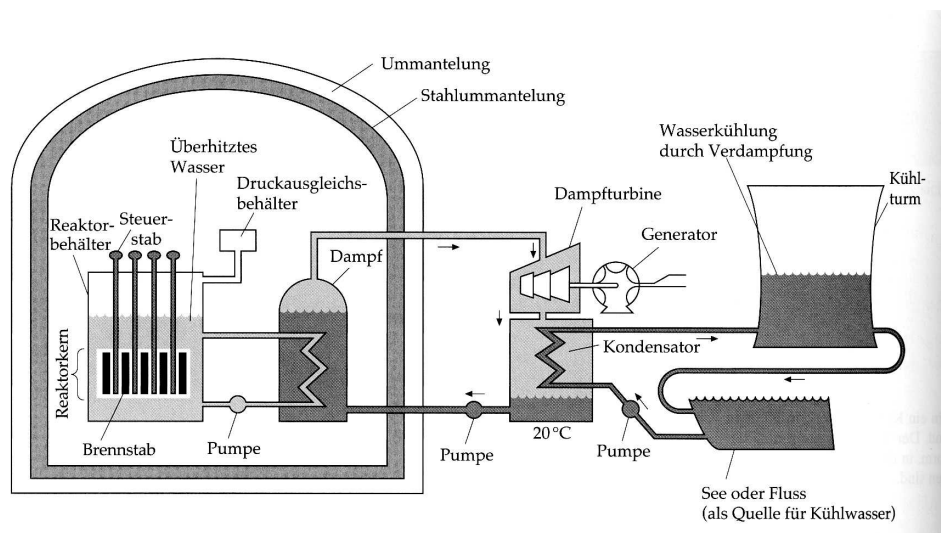 Ummantelung
Stahlummantelung
Überhitztes
Wasser
Druckausgleichs-
behälter
Reaktor-
behälter
Steuer-
stab
Dampf
Reaktorkern
Brennstab
Pumpe
Dampfturbine
Generator
Kondensator
20 °C
Pumpe
Pumpe
Wasserkühlung
durch Verdampfung
Kühl-
turm
See oder Fluss
(als Quelle für Kühlwasser)